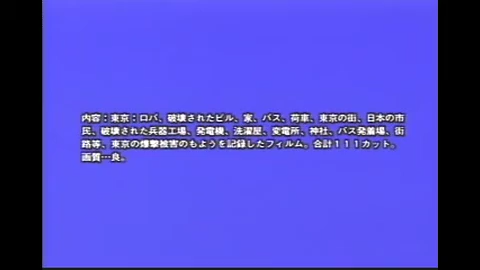 内容：東京：ロバ、破壊されたビル、家、バス、荷車、東京の街、日本の市
民、破壊された兵器工場、発電機、洗濯屋、変電所、神社、バス発着場、街
路等、東京の爆撃被害のもようを記録したフィルム。合計１１１カット。
画質…良。